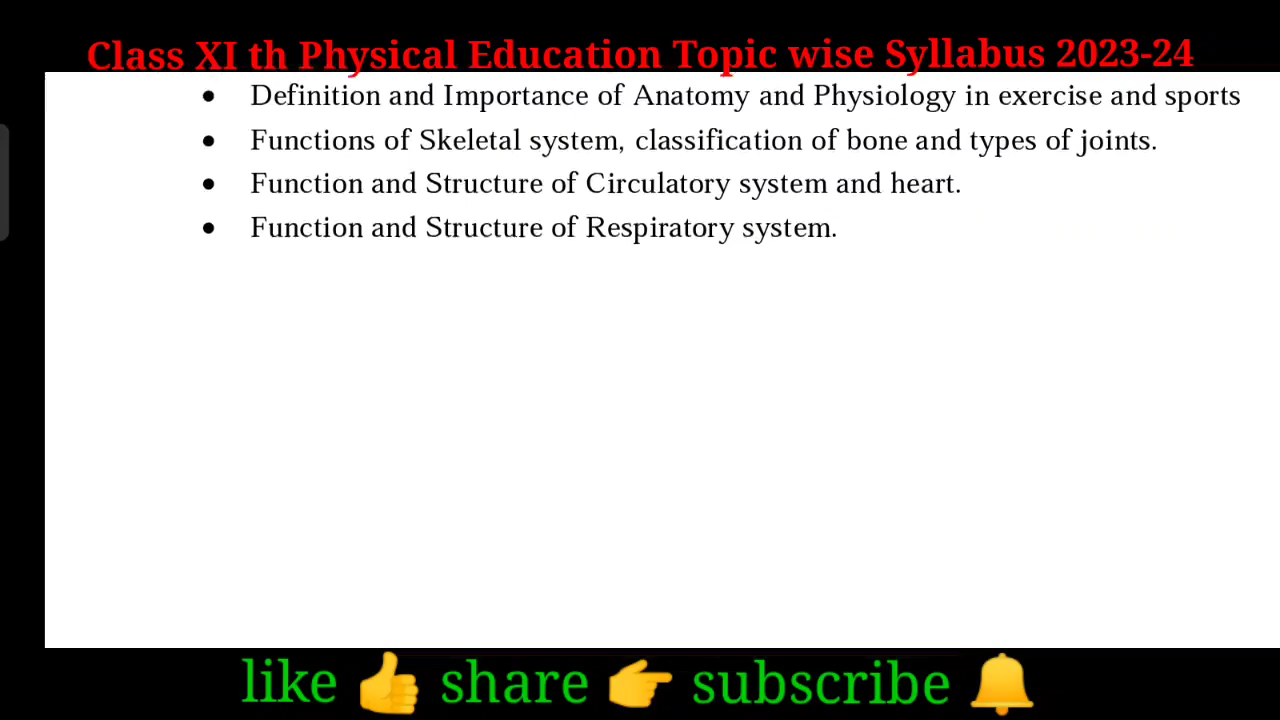 Class XI th Physical Education Topic wise Syllabus 2023-24
• Definition and Importance of Anatomy and Physiology in exercise and sports
• Functions of Skeletal system, classification of bone and types of joints.
• Function and Structure of Circulatory system and heart.
• Function and Structure of Respiratory system.
like 👍 share 👉 subscribe 🔔